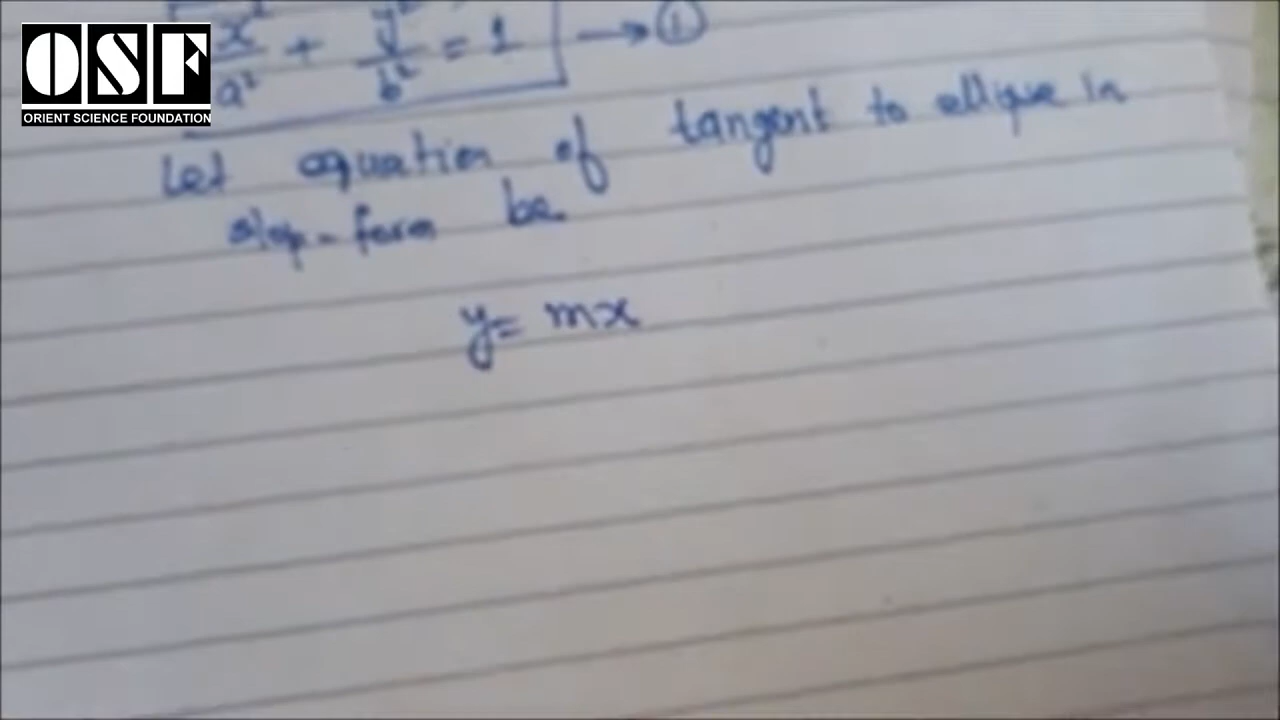 OSF
ORIENT SCIENCE FOUNDATION
x²/a² + y²/b² = 1 → ①
Let equation of tangent to ellipse in
slop-form be
y = mx